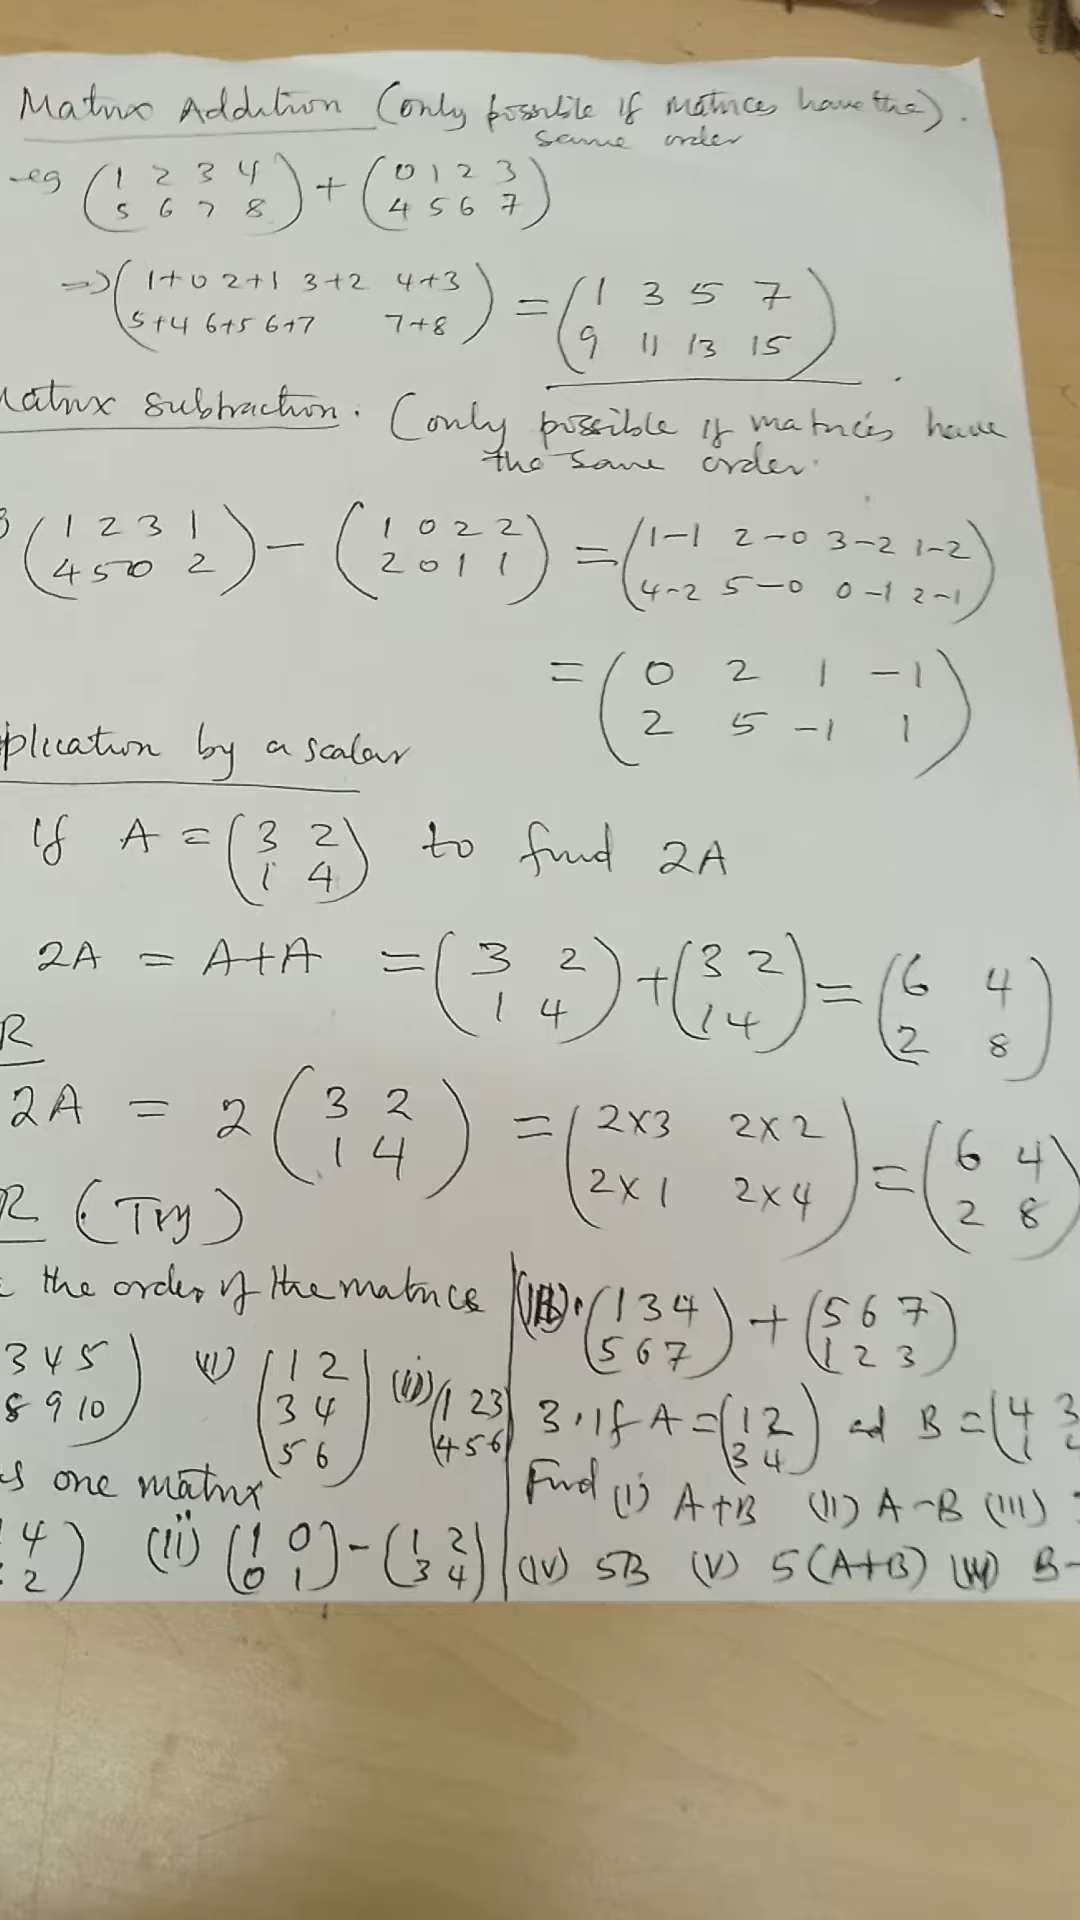 Matrix Addition (only possible if matrices have the).
same order
eg (1 2 3 4) + (0 1 2 3)
(5 6 7 8) (4 5 6 7)
=> (1+0 2+1 3+2 4+3) = (1 3 5 7)
(5+4 6+5 6+7 7+8) (9 11 13 15)
Matrix subtraction. (only possible if matrices have
the same order.
(1 2 3 1) - (1 0 2 2) = (1-1 2-0 3-2 1-2)
(4 5 0 2) (2 0 1 1) (4-2 5-0 0-1 2-1)
= (0 2 1 -1)
(2 5 -1 1)
plication by a scalar
If A = (3 2) to find 2A
(1 4)
2A = A+A = (3 2) + (3 2) = (6 4)
(1 4) (1 4) (2 8)
R
2A = 2 (3 2) = (2x3 2x2) = (6 4)
(1 4) (2x1 2x4) (2 8)
R (Try)
the order of the matrices
3 4 5) (ii) (1 2) (iii) (1 2 3)
8 9 10) (3 4) (4 5 6)
(5 6)
as one matrix
4) (ii) (1 0) - (1 2)
2) (0 1) (3 4)
(1 3 4) + (5 6 7)
(5 6 7) (1 2 3)
3. If A = (1 2) ad B = (4 3
(3 4) (1
Find (i) A+B (ii) A-B (iii)
(iv) 5B (v) 5(A+B) (vi) B-